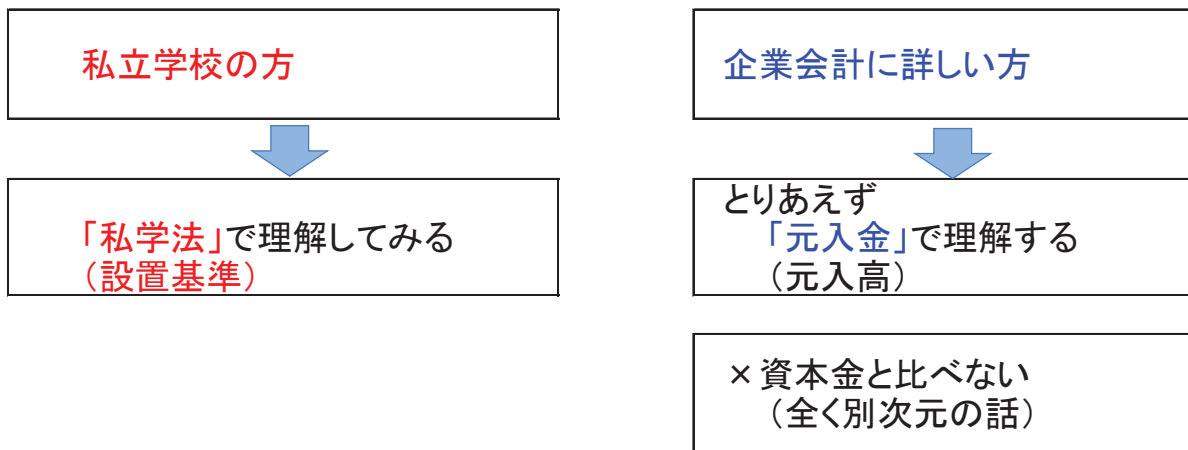 私立学校の方
「私学法」で理解してみる
（設置基準）
企業会計に詳しい方
とりあえず
「元入金」で理解する
（元入高）
×資本金と比べない
（全く別次元の話）